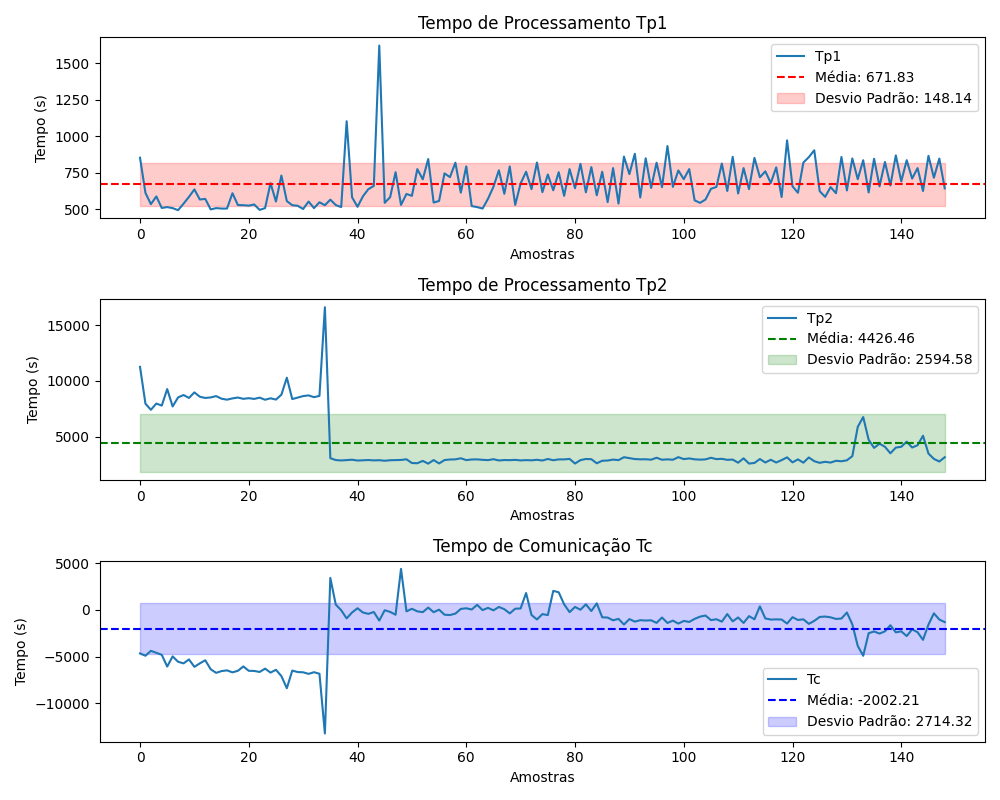 Tempo de Processamento Tp1
Tempo (s)
1500
1250
1000
750
500
Tp1
Média: 671.83
Desvio Padrão: 148.14
0 20 40 60 80 100 120 140
Amostras
Tempo de Processamento Tp2
Tempo (s)
15000
10000
5000
Tp2
Média: 4426.46
Desvio Padrão: 2594.58
0 20 40 60 80 100 120 140
Amostras
Tempo de Comunicação Tc
Tempo (s)
5000
0
−5000
−10000
Tc
Média: -2002.21
Desvio Padrão: 2714.32
0 20 40 60 80 100 120 140
Amostras